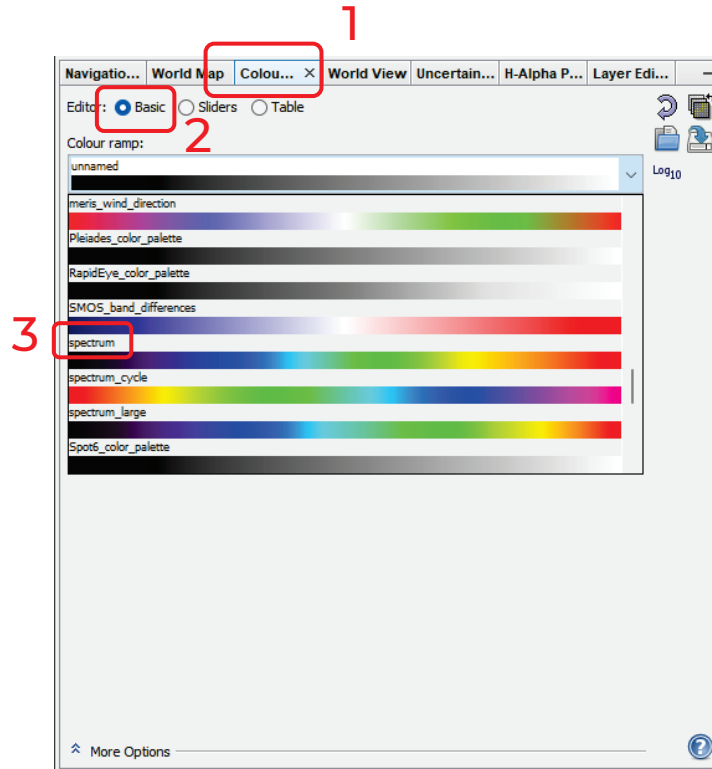 1
Navigatio... World Map Colou... × World View Uncertain... H-Alpha P... Layer Edi...
Editor: Basic Sliders Table
2
Colour ramp:
unnamed
Log10
meris_wind_direction
Pleiades_color_palette
RapidEye_color_palette
SMOS_band_differences
3
spectrum
spectrum_cycle
spectrum_large
Spot6_color_palette
More Options
?